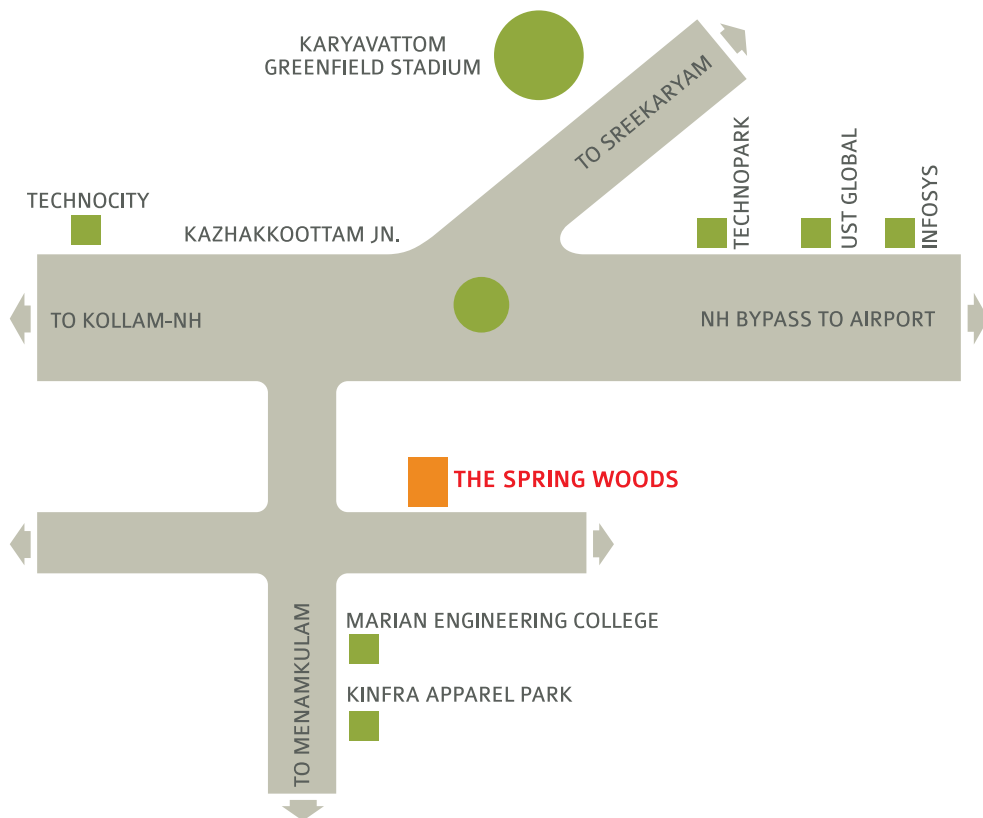 KARYAVATTOM
GREENFIELD STADIUM
TO SREEKARYAM
TECHNOCITY
KAZHAKKOOTTAM JN.
TECHNOPARK
UST GLOBAL
INFOSYS
TO KOLLAM-NH
NH BYPASS TO AIRPORT
THE SPRING WOODS
TO MENAMKULAM
MARIAN ENGINEERING COLLEGE
KINFRA APPAREL PARK